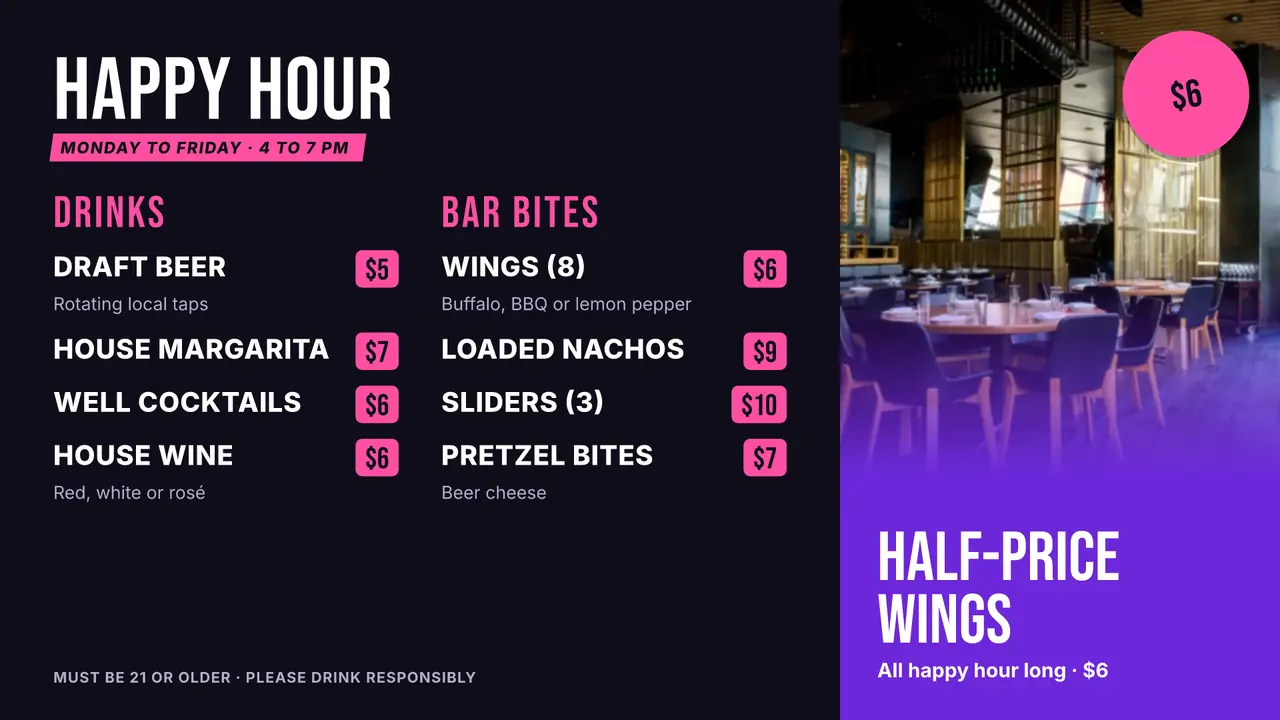 HAPPY HOUR
MONDAY TO FRIDAY · 4 TO 7 PM
DRINKS
DRAFT BEER $5
Rotating local taps
HOUSE MARGARITA $7
WELL COCKTAILS $6
HOUSE WINE $6
Red, white or rosé
BAR BITES
WINGS (8) $6
Buffalo, BBQ or lemon pepper
LOADED NACHOS $9
SLIDERS (3) $10
PRETZEL BITES $7
Beer cheese
MUST BE 21 OR OLDER · PLEASE DRINK RESPONSIBLY
$6
HALF-PRICE
WINGS
All happy hour long · $6